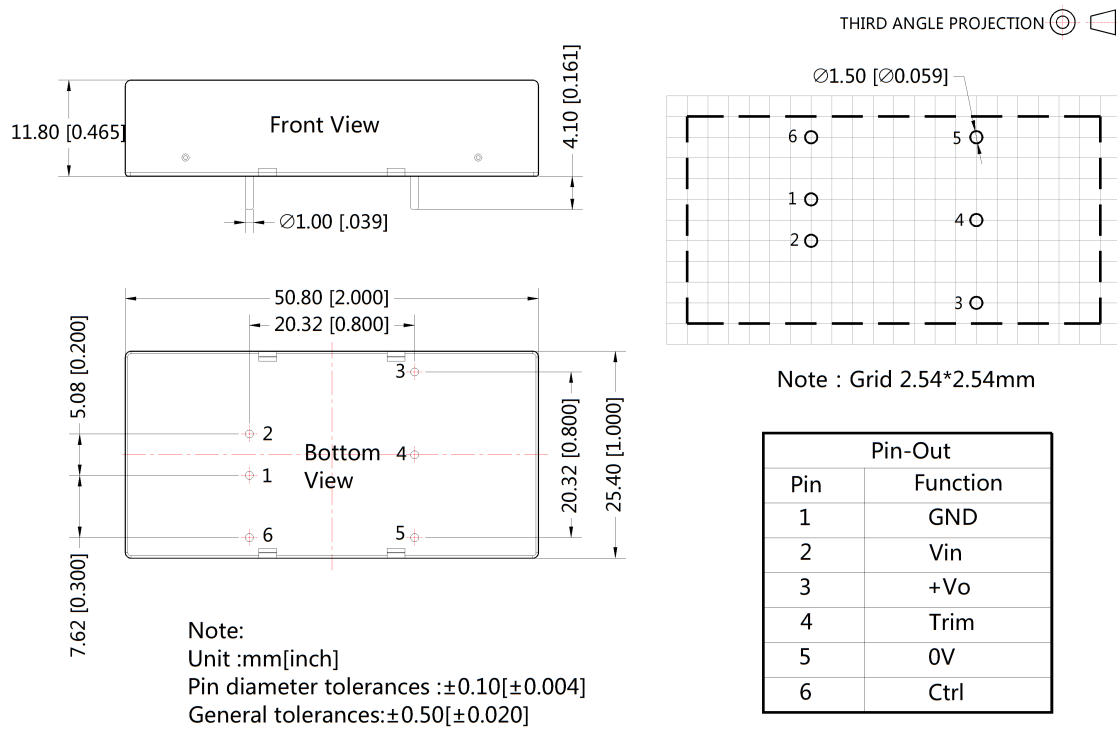 THIRD ANGLE PROJECTION
11.80 [0.465]
Front View
4.10 [0.161]
∅1.00 [.039]
∅1.50 [∅0.059]
6
5
1
4
2
3
Note : Grid 2.54*2.54mm
50.80 [2.000]
20.32 [0.800]
5.08 [0.200]
7.62 [0.300]
3
2
Bottom
View
4
1
6
5
20.32 [0.800]
25.40 [1.000]
Pin-Out
Pin Function
1 GND
2 Vin
3 +Vo
4 Trim
5 0V
6 Ctrl
Note:
Unit :mm[inch]
Pin diameter tolerances :±0.10[±0.004]
General tolerances:±0.50[±0.020]